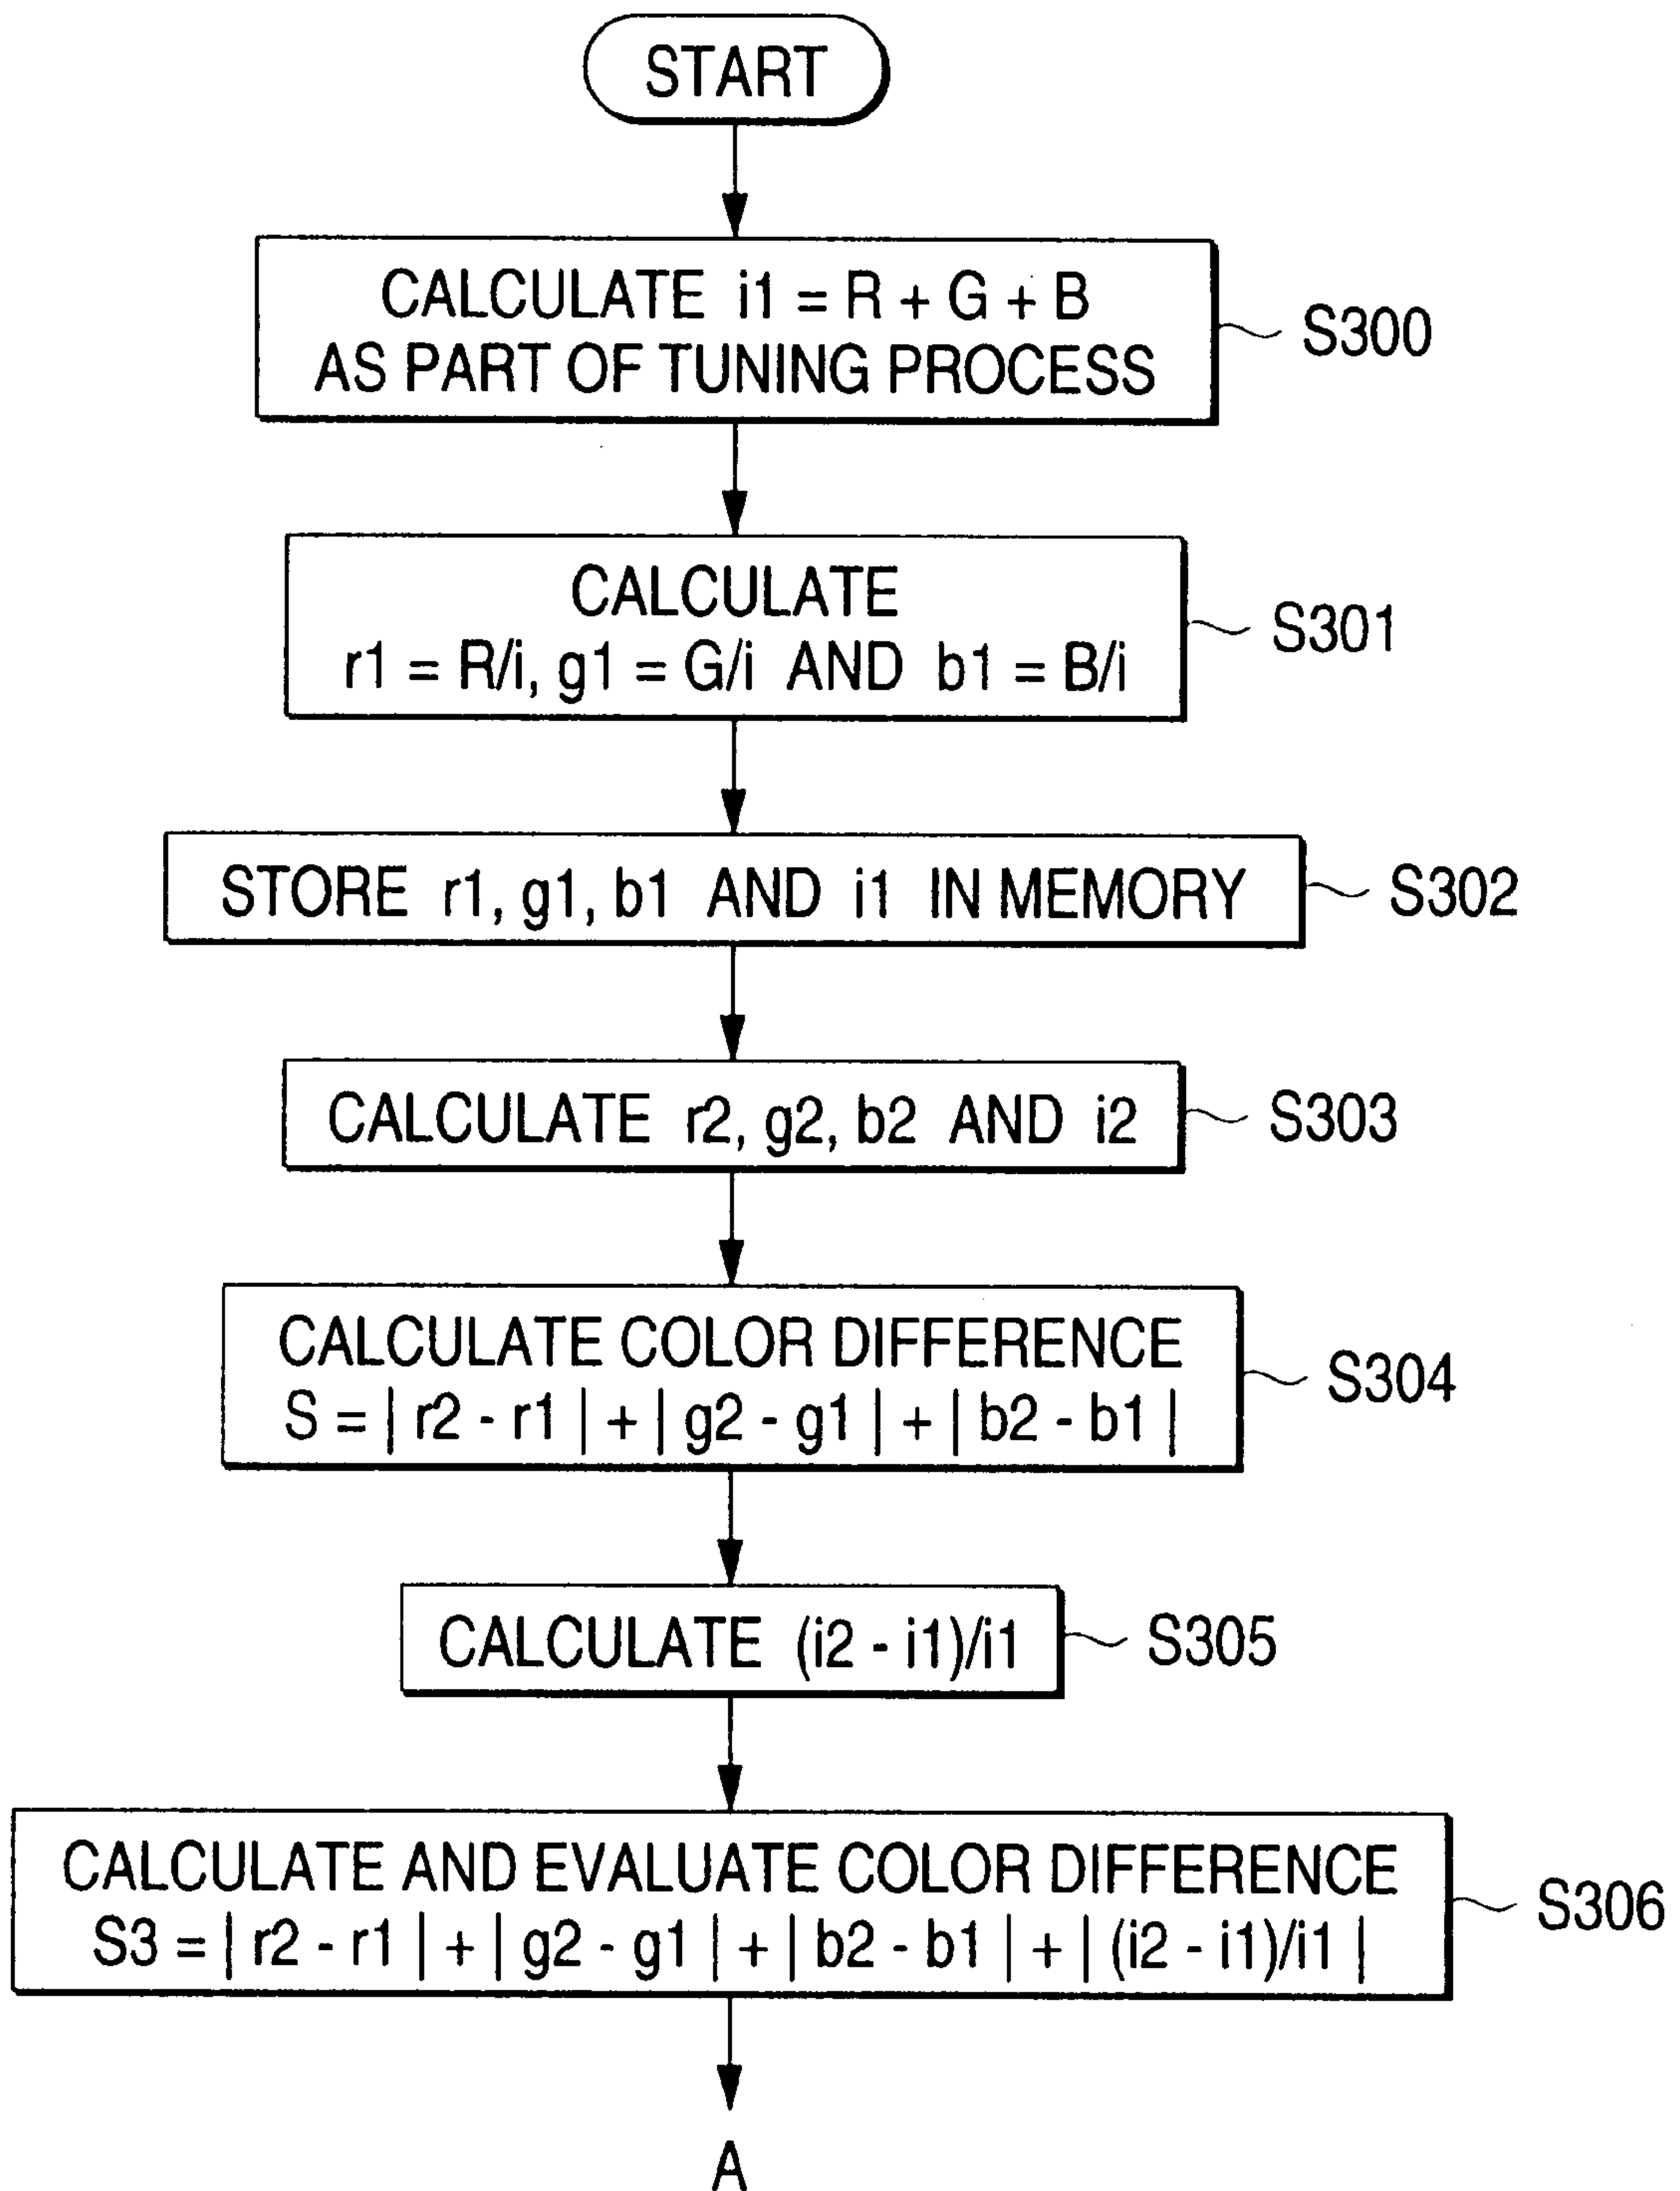 START
CALCULATE i1 = R + G + B
AS PART OF TUNING PROCESS
S300
CALCULATE
r1 = R/i, g1 = G/i AND b1 = B/i
S301
STORE r1, g1, b1 AND i1 IN MEMORY
S302
CALCULATE r2, g2, b2 AND i2
S303
CALCULATE COLOR DIFFERENCE
S = | r2 - r1 | + | g2 - g1 | + | b2 - b1 |
S304
CALCULATE (i2 - i1)/i1
S305
CALCULATE AND EVALUATE COLOR DIFFERENCE
S3 = | r2 - r1 | + | g2 - g1 | + | b2 - b1 | + | (i2 - i1)/i1 |
S306
A